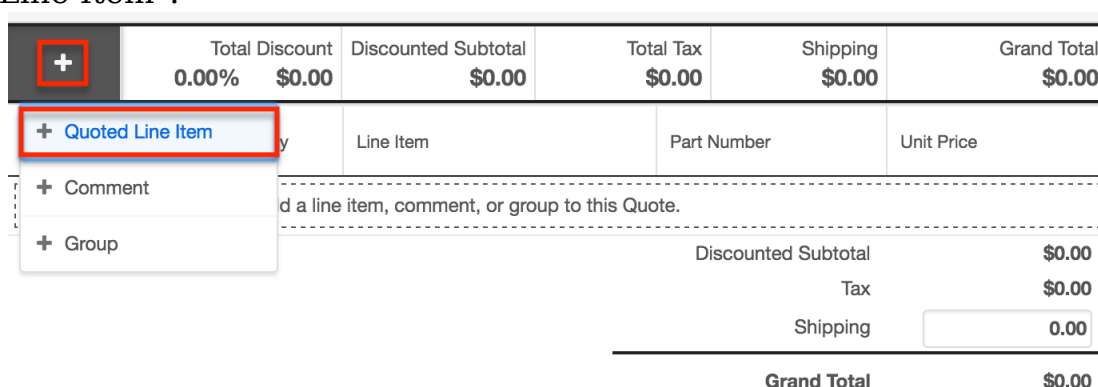 Line Item".
+ Total Discount Discounted Subtotal Total Tax Shipping Grand Total
0.00% $0.00 $0.00 $0.00 $0.00 $0.00
+ Quoted Line Item
Line Item Part Number Unit Price
+ Comment
a line item, comment, or group to this Quote.
+ Group
Discounted Subtotal $0.00
Tax $0.00
Shipping 0.00
Grand Total $0.00